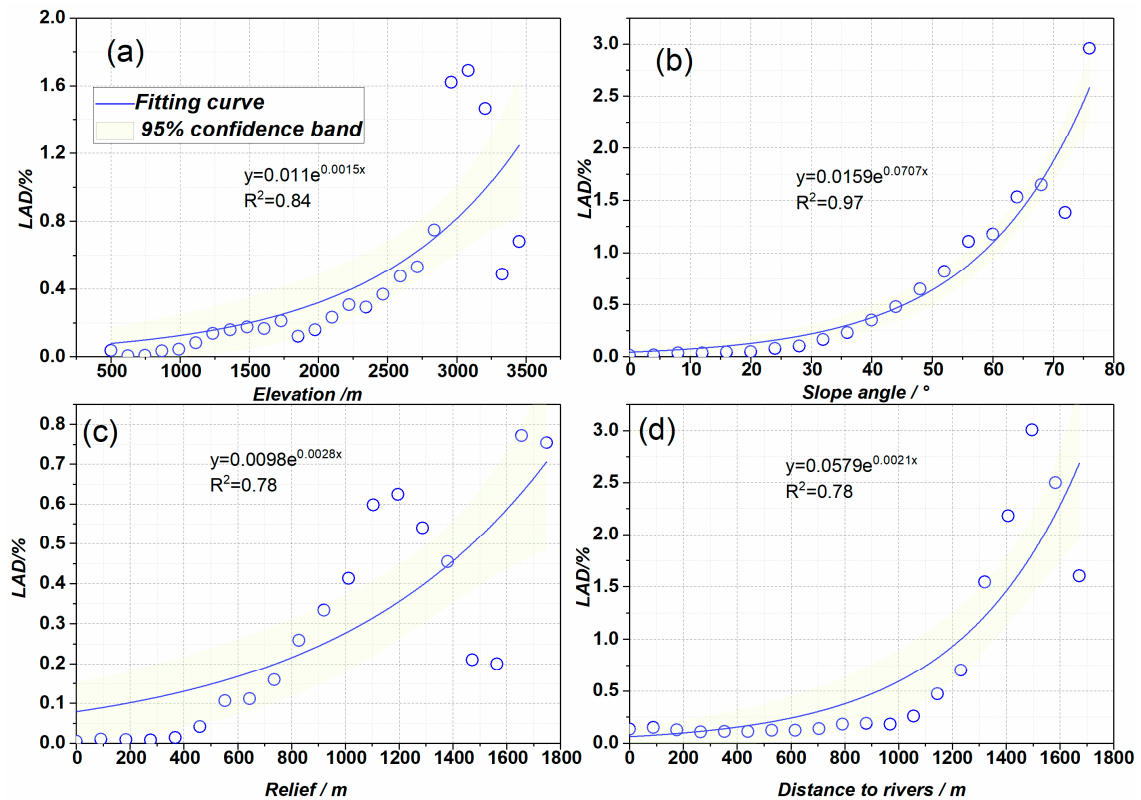 (a)
2.0
1.6
1.2
0.8
0.4
0.0
LAD/%
Fitting curve
95% confidence band
y=0.011e^0.0015x
R²=0.84
500 1000 1500 2000 2500 3000 3500
Elevation /m
(b)
3.0
2.5
2.0
1.5
1.0
0.5
0.0
LAD/%
y=0.0159e^0.0707x
R²=0.97
0 10 20 30 40 50 60 70 80
Slope angle / °
(c)
0.8
0.7
0.6
0.5
0.4
0.3
0.2
0.1
0.0
LAD/%
y=0.0098e^0.0028x
R²=0.78
0 200 400 600 800 1000 1200 1400 1600 1800
Relief / m
(d)
3.0
2.5
2.0
1.5
1.0
0.5
0.0
LAD/%
y=0.0579e^0.0021x
R²=0.78
0 200 400 600 800 1000 1200 1400 1600 1800
Distance to rivers / m